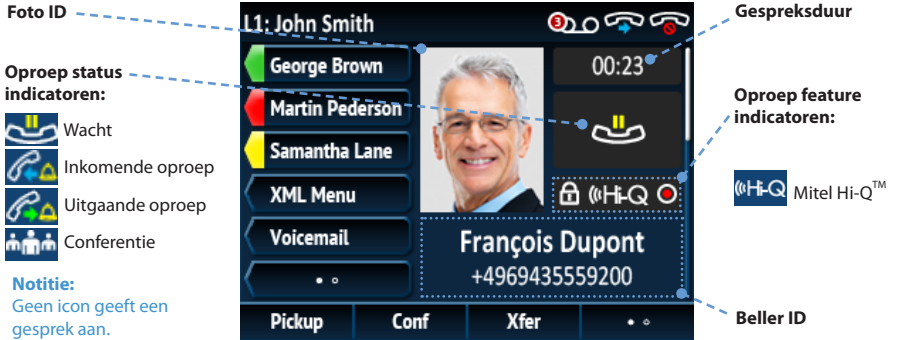 Foto ID
Oproep status
indicatoren:
Wacht
Inkomende oproep
Uitgaande oproep
Conferentie
Notitie:
Geen icon geeft een
gesprek aan.
L1: John Smith
3
George Brown
Martin Pederson
Samantha Lane
XML Menu
Voicemail
00:23
Hi-Q
François Dupont
+4969435559200
Pickup Conf Xfer
Gespreksduur
Oproep feature
indicatoren:
Hi-Q Mitel Hi-Q™
Beller ID